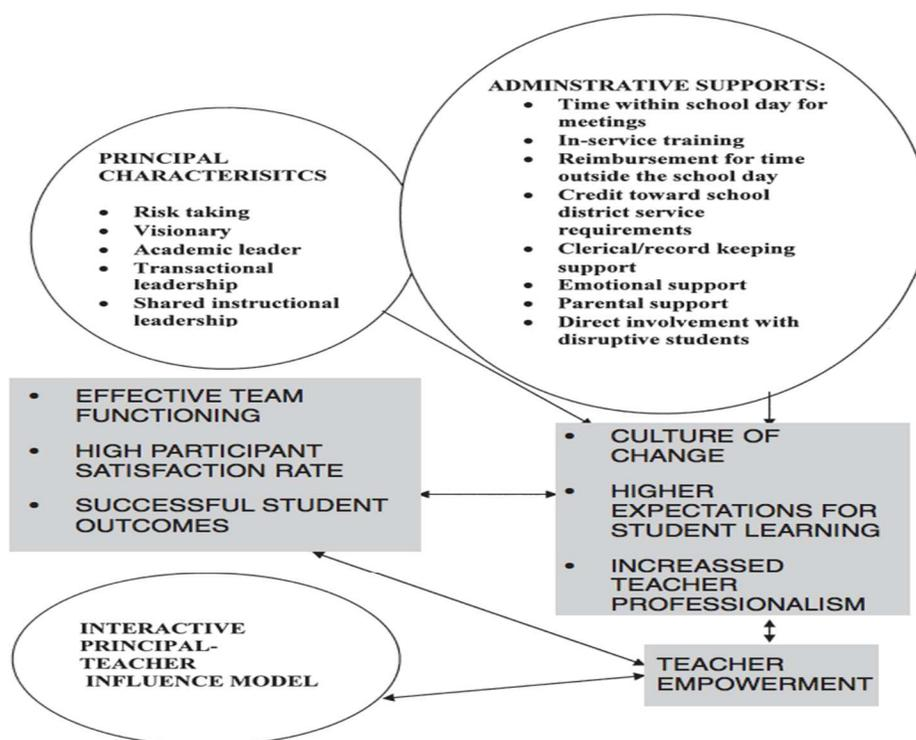 PRINCIPAL
CHARACTERISITCS
• Risk taking
• Visionary
• Academic leader
• Transactional
leadership
• Shared instructional
leadership
ADMINSTRATIVE SUPPORTS:
• Time within school day for
meetings
• In-service training
• Reimbursement for time
outside the school day
• Credit toward school
district service
requirements
• Clerical/record keeping
support
• Emotional support
• Parental support
• Direct involvement with
disruptive students
• EFFECTIVE TEAM
FUNCTIONING
• HIGH PARTICIPANT
SATISFACTION RATE
• SUCCESSFUL STUDENT
OUTCOMES
• CULTURE OF
CHANGE
• HIGHER
EXPECTATIONS FOR
STUDENT LEARNING
• INCREASSED
TEACHER
PROFESSIONALISM
INTERACTIVE
PRINCIPAL-
TEACHER
INFLUENCE MODEL
TEACHER
EMPOWERMENT